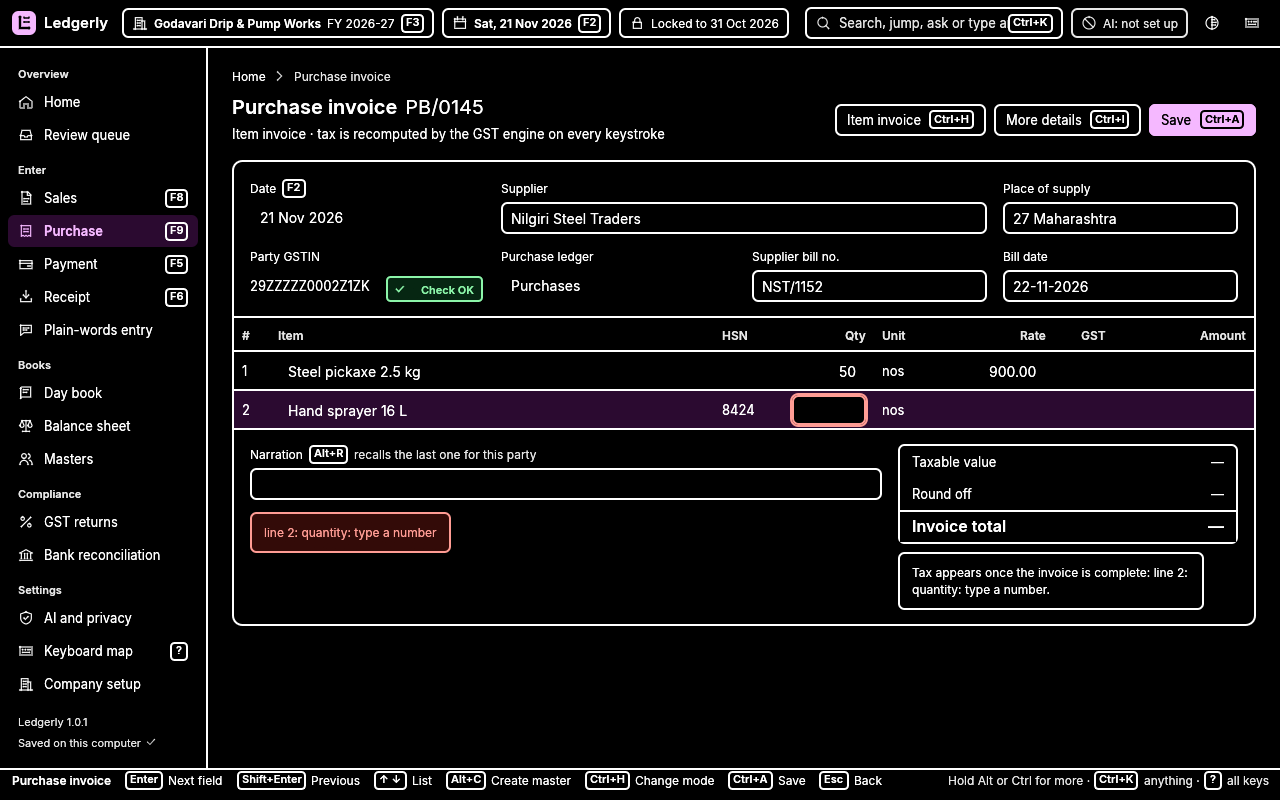 Ledgerly
Godavari Drip & Pump Works FY 2026-27 F3
Sat, 21 Nov 2026 F2
Locked to 31 Oct 2026
Search, jump, ask or type a Ctrl+K
AI: not set up
Overview
Home
Review queue
Enter
Sales F8
Purchase F9
Payment F5
Receipt F6
Plain-words entry
Books
Day book
Balance sheet
Masters
Compliance
GST returns
Bank reconciliation
Settings
AI and privacy
Keyboard map ?
Company setup
Ledgerly 1.0.1
Saved on this computer
Home Purchase invoice
Purchase invoice PB/0145
Item invoice · tax is recomputed by the GST engine on every keystroke
Item invoice Ctrl+H
More details Ctrl+I
Save Ctrl+A
Date F2
21 Nov 2026
Supplier
Nilgiri Steel Traders
Place of supply
27 Maharashtra
Party GSTIN
29ZZZZZ0002Z1ZK Check OK
Purchase ledger
Purchases
Supplier bill no.
NST/1152
Bill date
22-11-2026
# Item HSN Qty Unit Rate GST Amount
1 Steel pickaxe 2.5 kg 50 nos 900.00
2 Hand sprayer 16 L 8424 nos
Narration Alt+R recalls the last one for this party
line 2: quantity: type a number
Taxable value —
Round off —
Invoice total —
Tax appears once the invoice is complete: line 2:
quantity: type a number.
Purchase invoice Enter Next field Shift+Enter Previous ↑ ↓ List Alt+C Create master Ctrl+H Change mode Ctrl+A Save Esc Back
Hold Alt or Ctrl for more · Ctrl+K anything · ? all keys